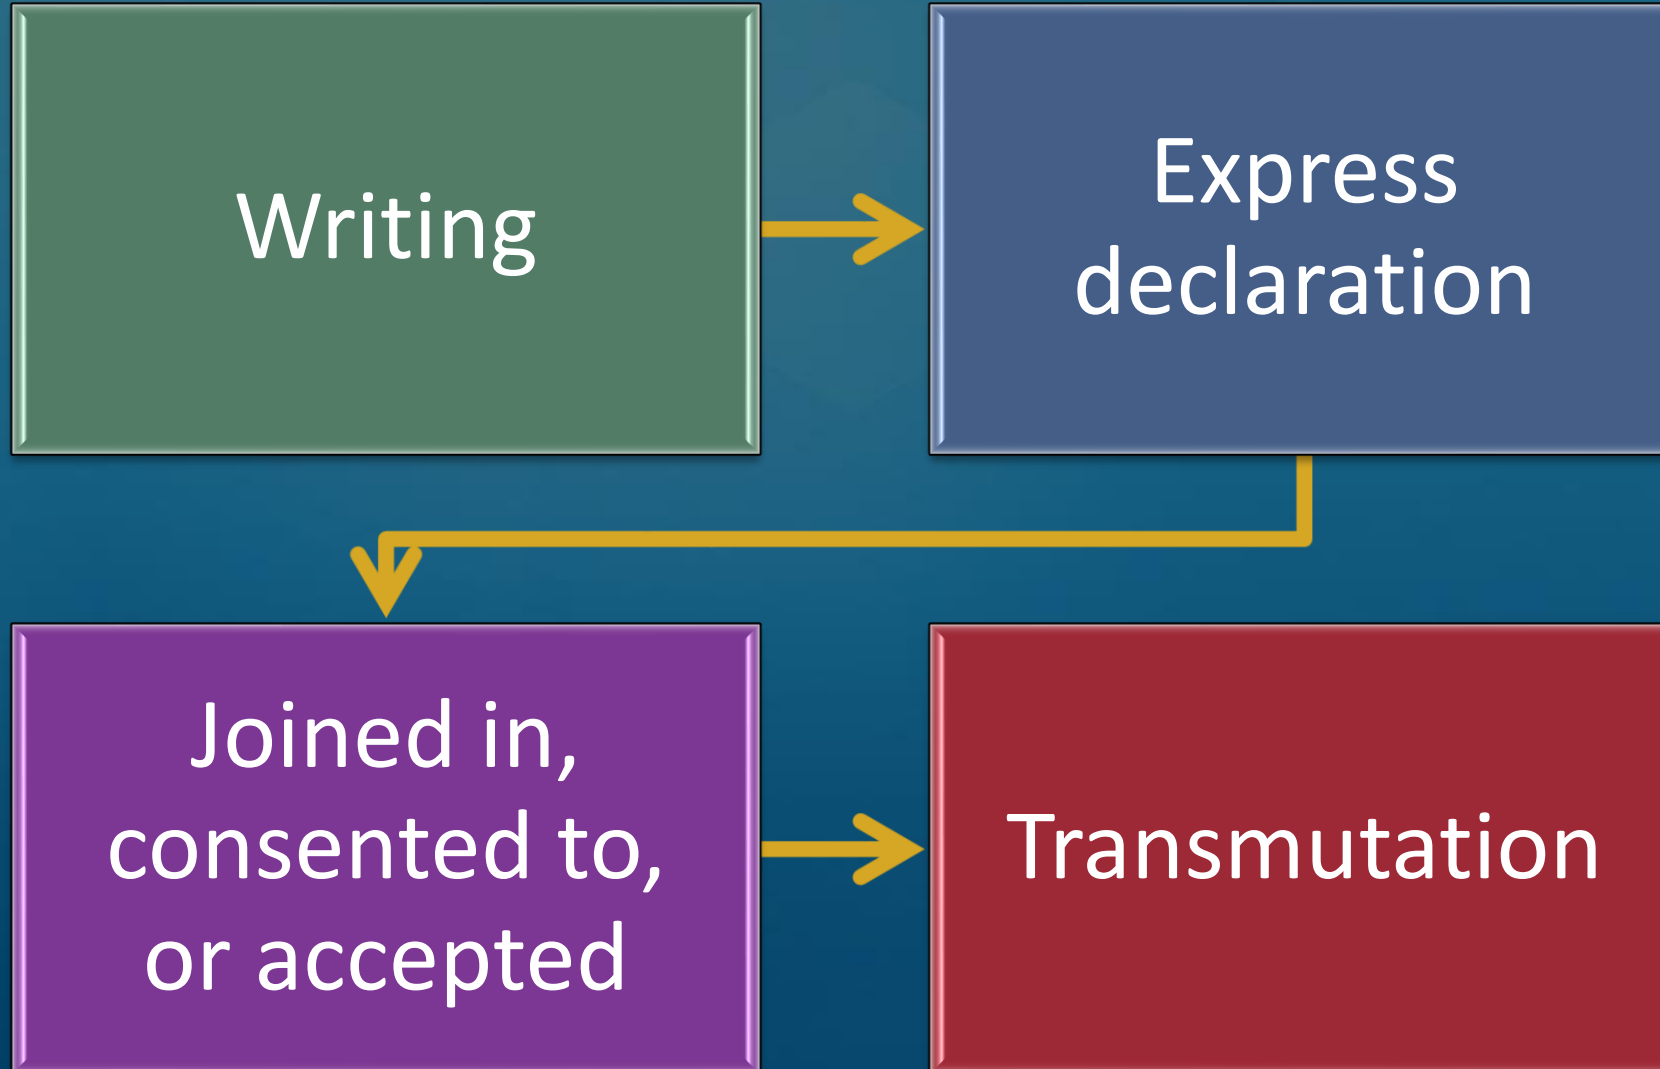 Writing
Express
declaration
Joined in,
consented to,
or accepted
Transmutation